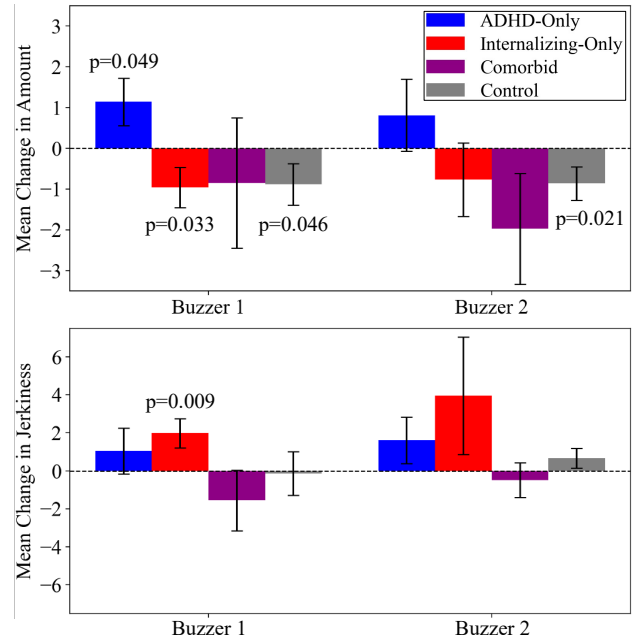 Mean Change in Amount
3
2
1
0
−1
−2
−3
ADHD-Only
Internalizing-Only
Comorbid
Control
p=0.049
p=0.033
p=0.046
p=0.021
Buzzer 1
Buzzer 2
Mean Change in Jerkiness
6
4
2
0
−2
−4
−6
p=0.009
Buzzer 1
Buzzer 2